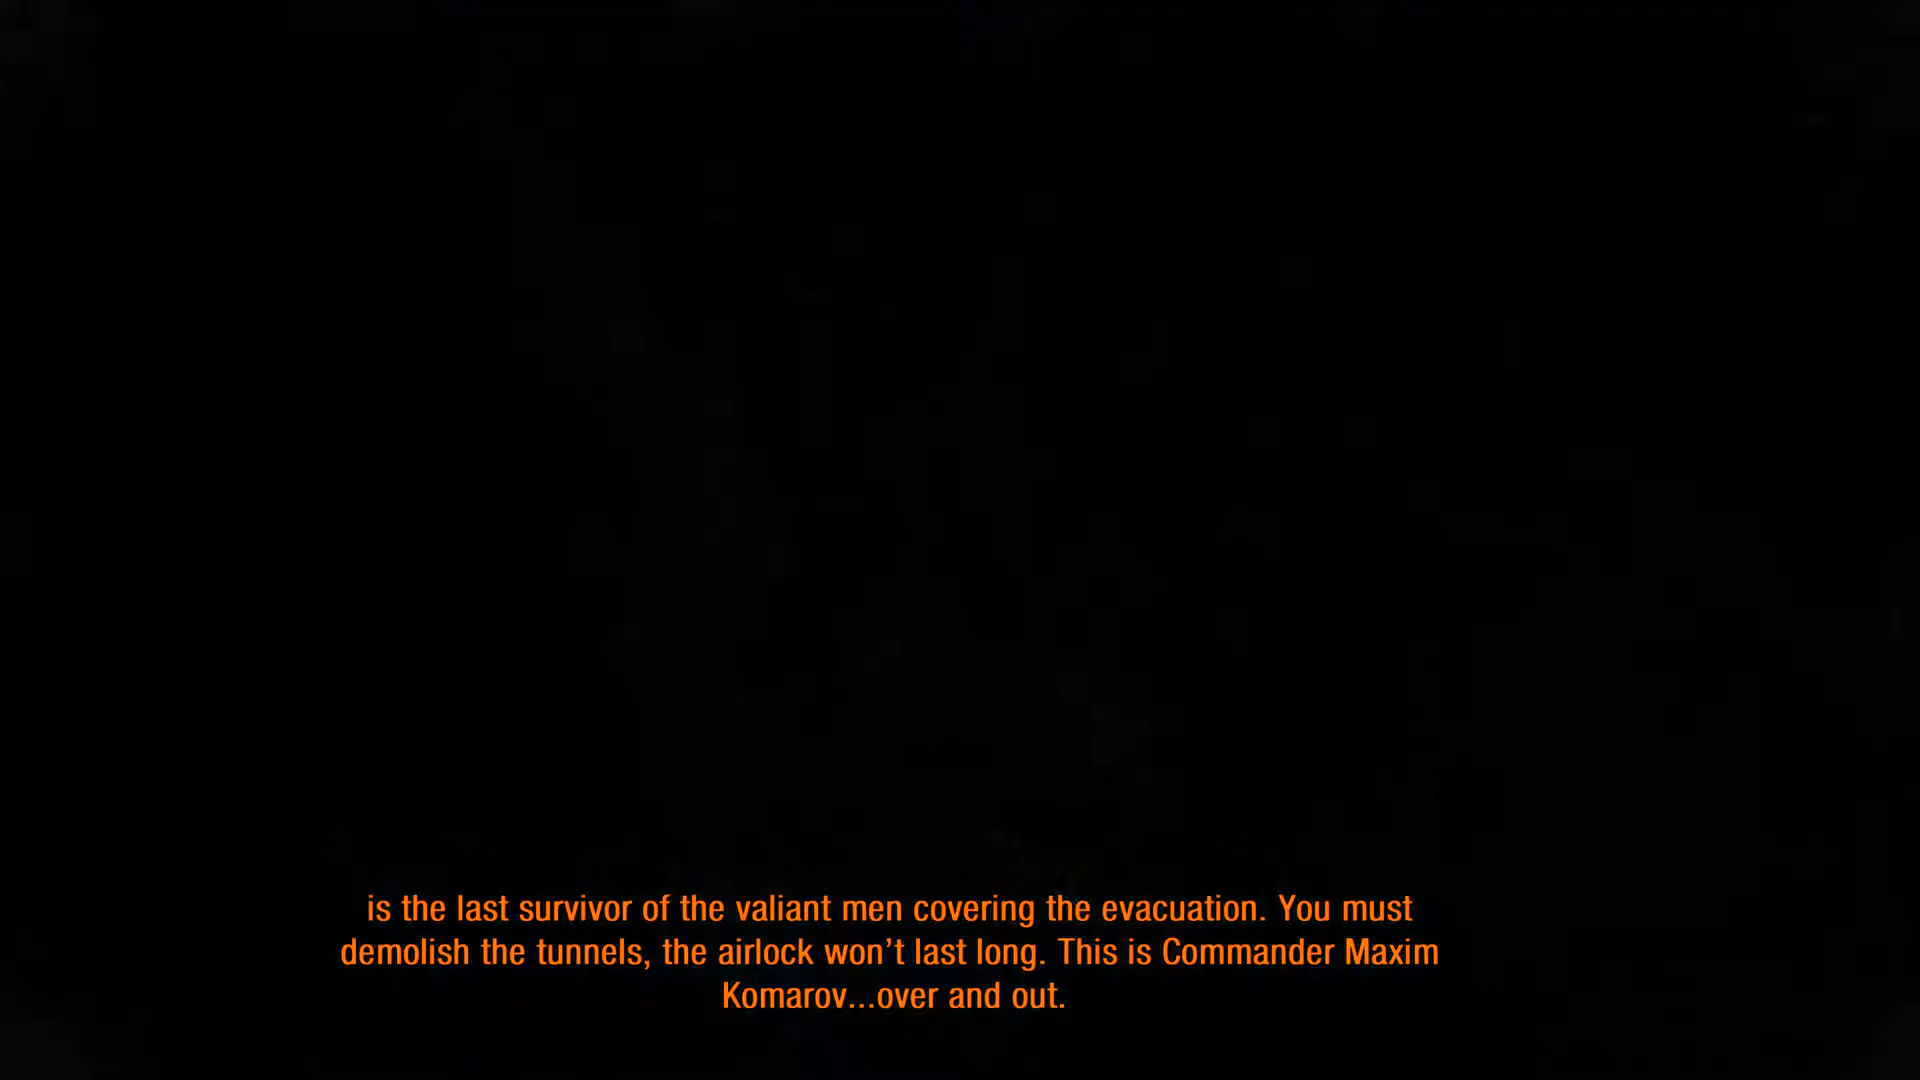 is the last survivor of the valiant men covering the evacuation. You must
demolish the tunnels, the airlock won’t last long. This is Commander Maxim
Komarov...over and out.